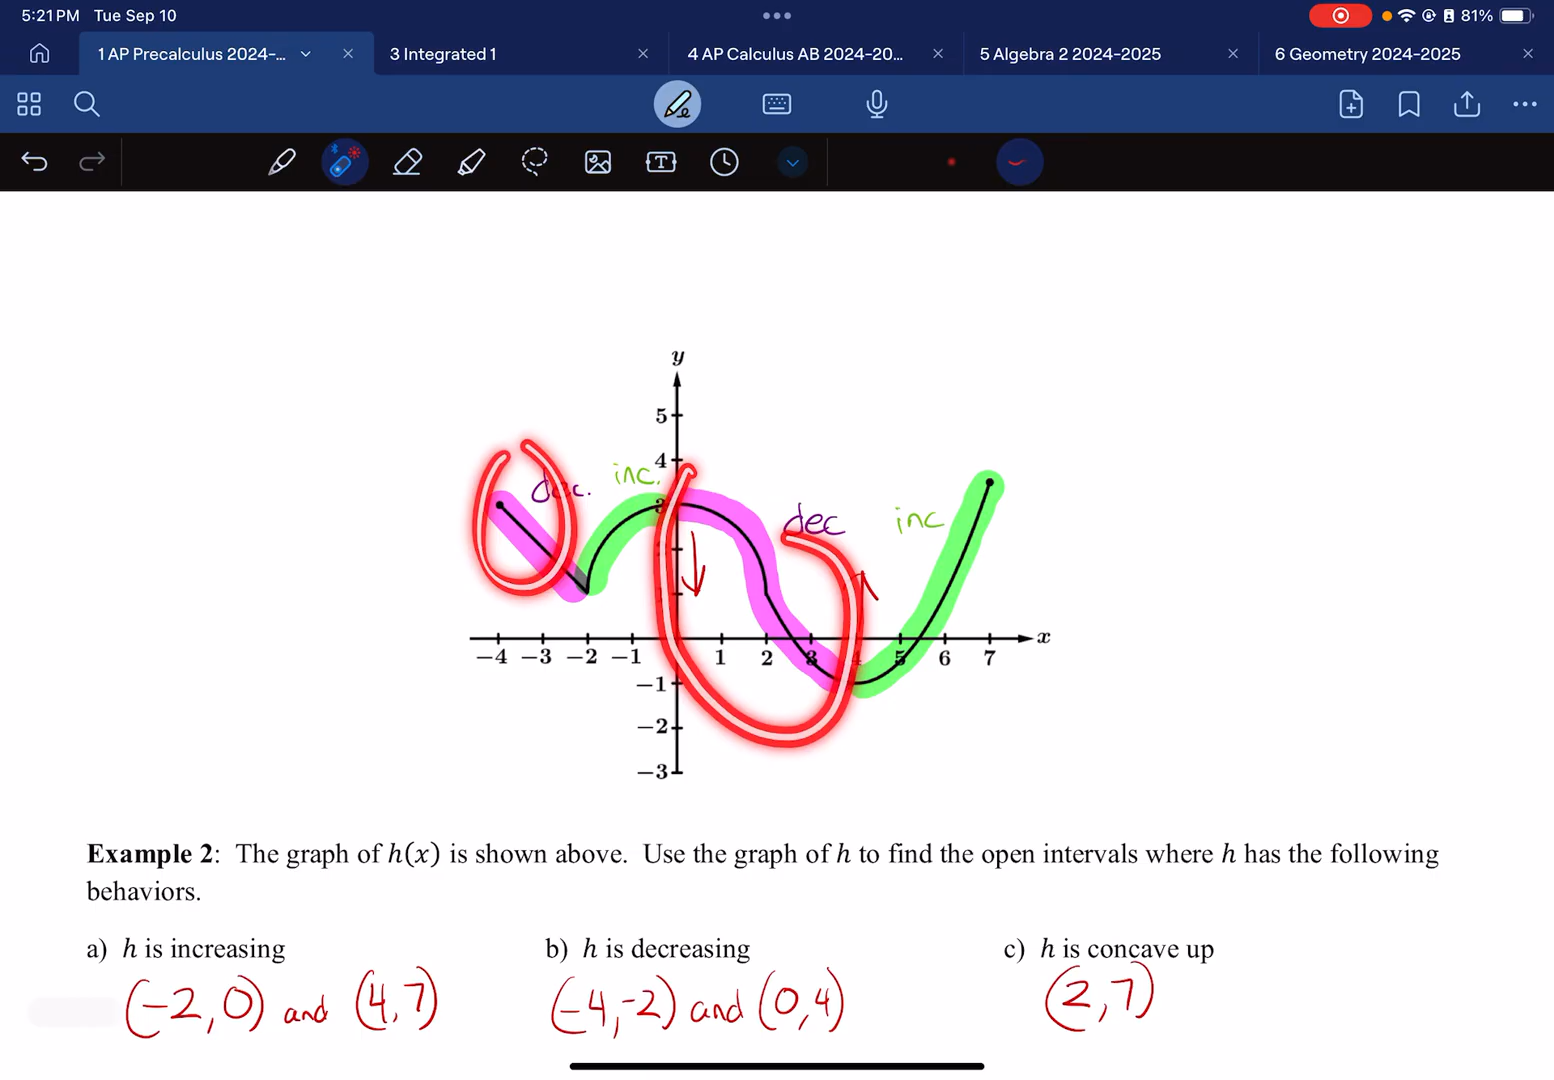 5:21 PM Tue Sep 10
81%
1 AP Precalculus 2024-...
3 Integrated 1
4 AP Calculus AB 2024-20...
5 Algebra 2 2024-2025
6 Geometry 2024-2025
T
y
5
4
3
dec. inc.
dec inc
−4 −3 −2 −1 1 2 3 4 5 6 7 x
−1
−2
−3
Example 2: The graph of h(x) is shown above. Use the graph of h to find the open intervals where h has the following
behaviors.
a) h is increasing b) h is decreasing c) h is concave up
(-2,0) and (4,7) (-4,-2) and (0,4) (2,7)